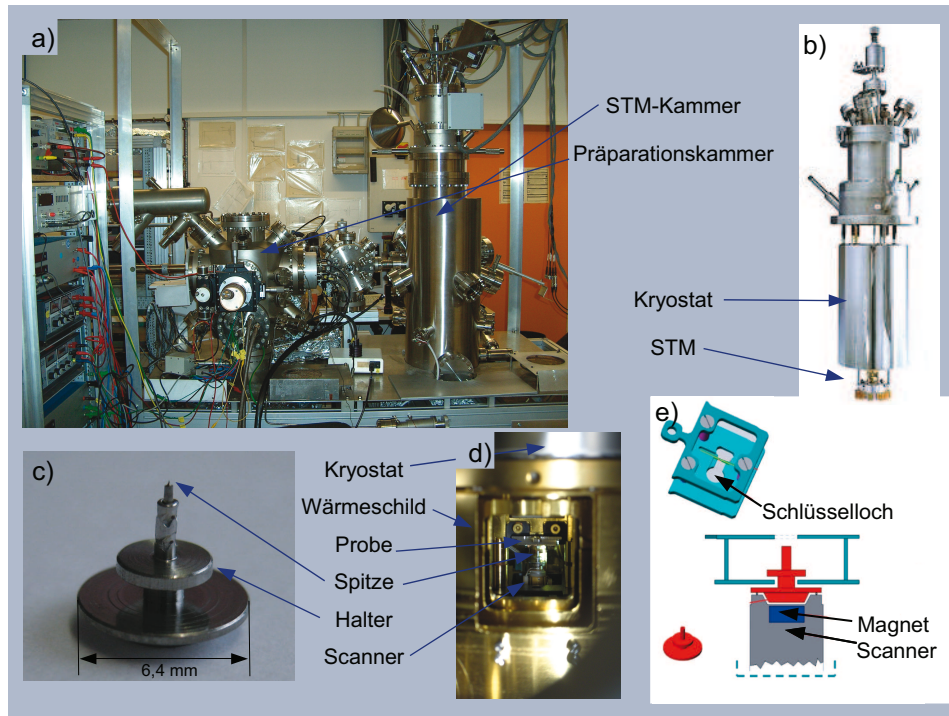 a)
STM-Kammer
Präparationskammer
b)
Kryostat
STM
c)
6,4 mm
Kryostat
Wärmeschild
Probe
Spitze
Halter
Scanner
d)
e)
Schlüsselloch
Magnet
Scanner